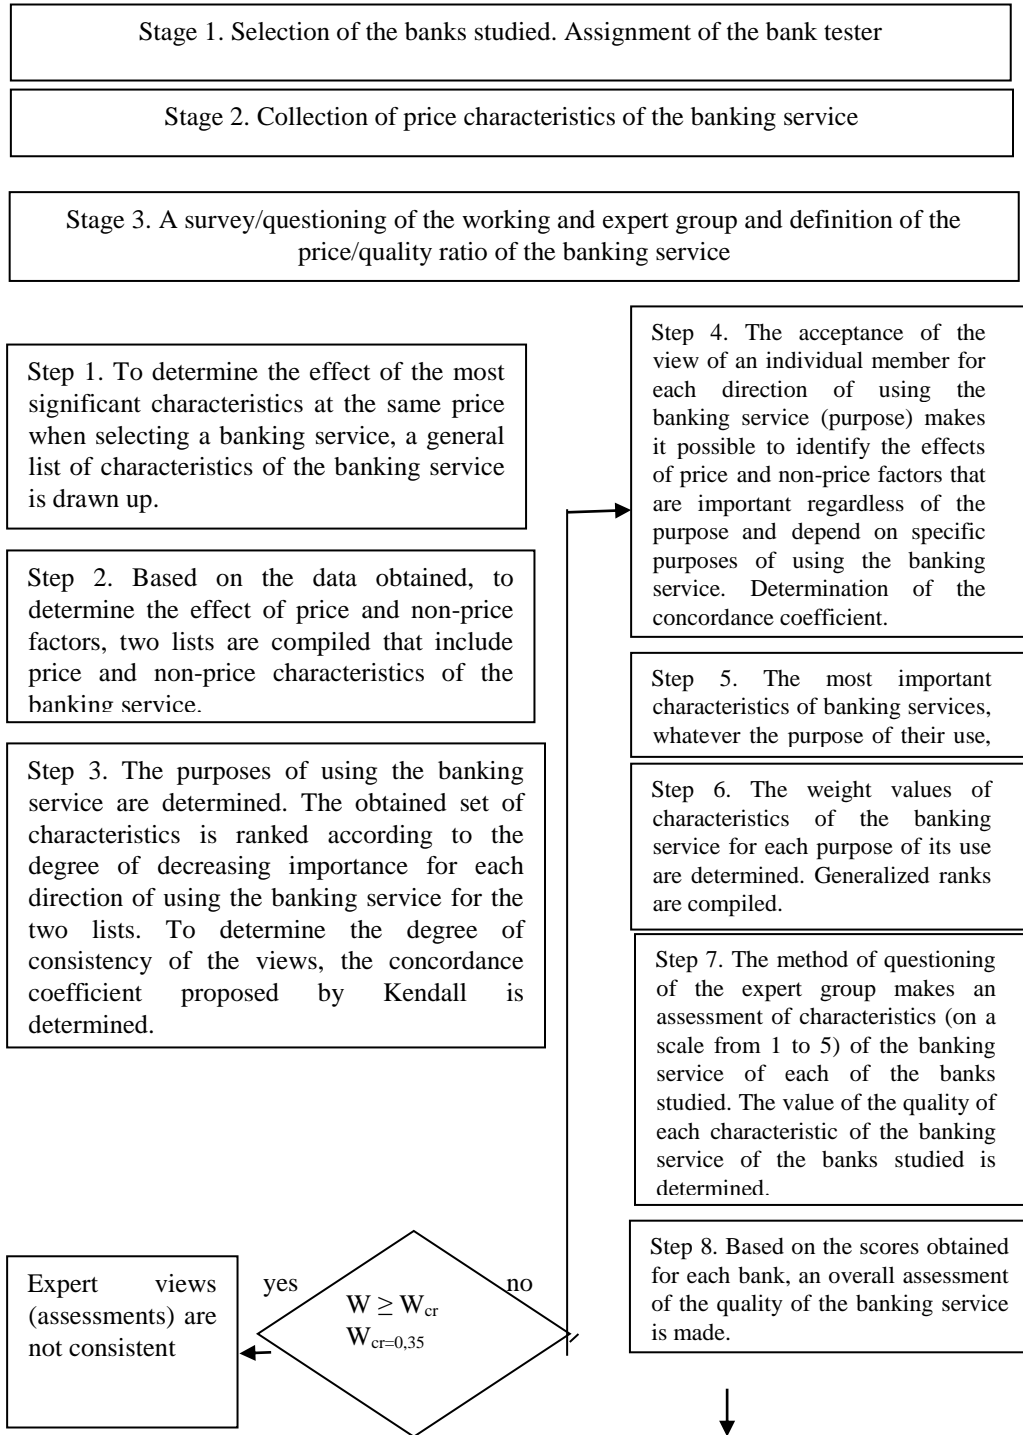 Stage 1. Selection of the banks studied. Assignment of the bank tester
Stage 2. Collection of price characteristics of the banking service
Stage 3. A survey/questioning of the working and expert group and definition of the
price/quality ratio of the banking service
Step 1. To determine the effect of the most
significant characteristics at the same price
when selecting a banking service, a general
list of characteristics of the banking service
is drawn up.
Step 2. Based on the data obtained, to
determine the effect of price and non-price
factors, two lists are compiled that include
price and non-price characteristics of the
banking service.
Step 3. The purposes of using the banking
service are determined. The obtained set of
characteristics is ranked according to the
degree of decreasing importance for each
direction of using the banking service for the
two lists. To determine the degree of
consistency of the views, the concordance
coefficient proposed by Kendall is
determined.
Expert views
(assessments) are
not consistent
yes
W ≥ Wcr
Wcr=0,35
no
Step 4. The acceptance of the
view of an individual member for
each direction of using the
banking service (purpose) makes
it possible to identify the effects
of price and non-price factors that
are important regardless of the
purpose and depend on specific
purposes of using the banking
service. Determination of the
concordance coefficient.
Step 5. The most important
characteristics of banking services,
whatever the purpose of their use,
Step 6. The weight values of
characteristics of the banking
service for each purpose of its use
are determined. Generalized ranks
are compiled.
Step 7. The method of questioning
of the expert group makes an
assessment of characteristics (on a
scale from 1 to 5) of the banking
service of each of the banks
studied. The value of the quality of
each characteristic of the banking
service of the banks studied is
determined.
Step 8. Based on the scores obtained
for each bank, an overall assessment
of the quality of the banking service
is made.